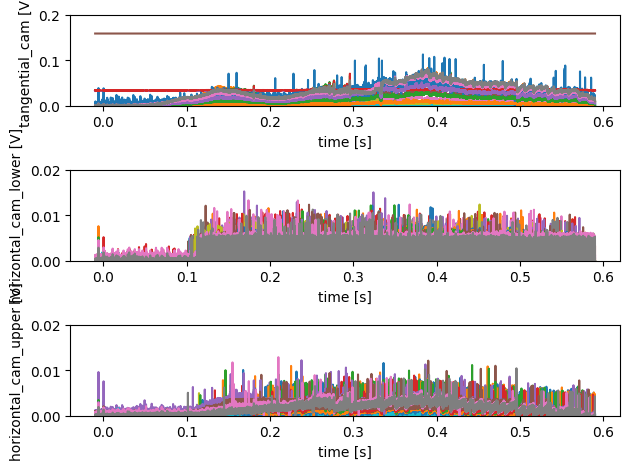 tangential_cam [V
0.2
0.1
0.0
0.0 0.1 0.2 0.3 0.4 0.5 0.6
time [s]
horizontal_cam_lower [V]
0.02
0.01
0.00
0.0 0.1 0.2 0.3 0.4 0.5 0.6
time [s]
horizontal_cam_upper [V]
0.02
0.01
0.00
0.0 0.1 0.2 0.3 0.4 0.5 0.6
time [s]